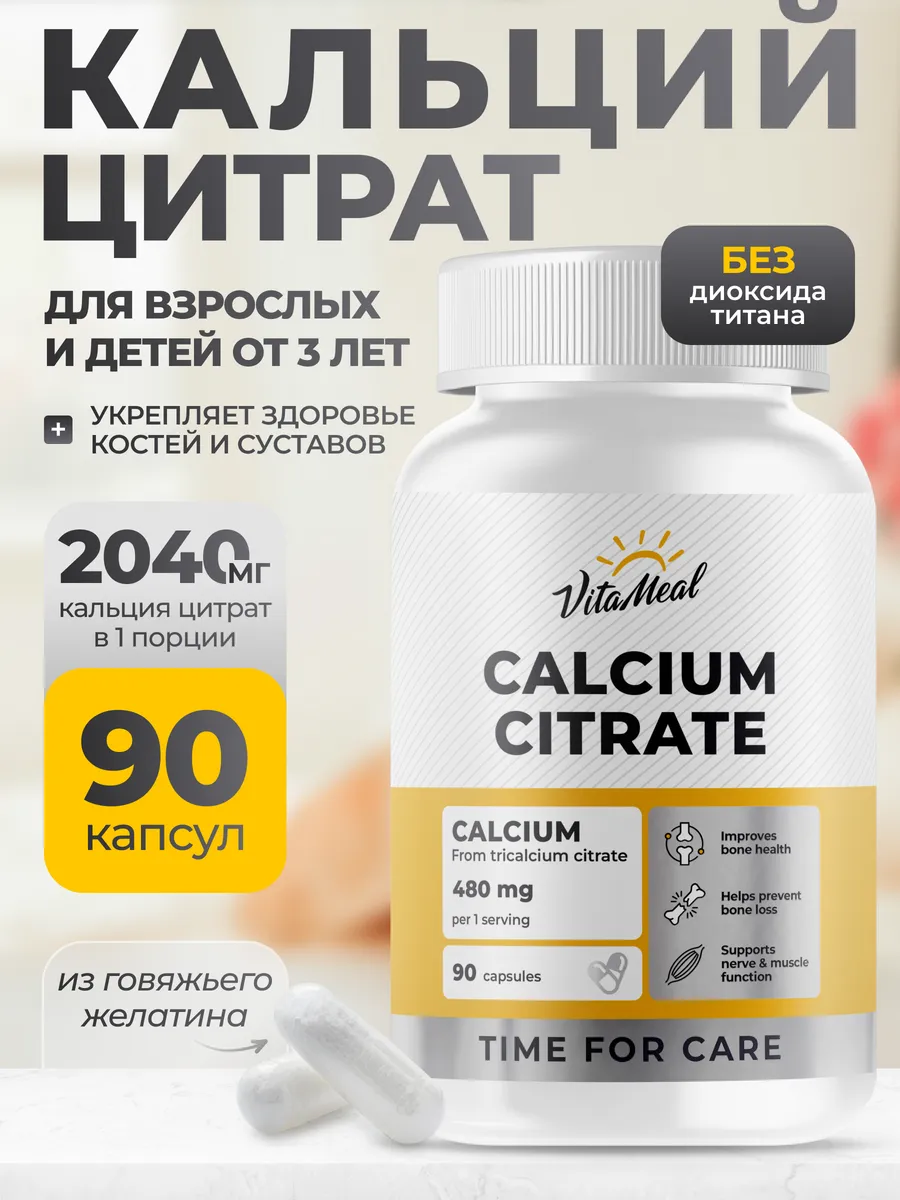 КАЛЬЦИЙ
ЦИТРАТ
ДЛЯ ВЗРОСЛЫХ
И ДЕТЕЙ ОТ 3 ЛЕТ
+ УКРЕПЛЯЕТ ЗДОРОВЬЕ
КОСТЕЙ И СУСТАВОВ
БЕЗ
диоксида
титана
2040 мг
кальция цитрат
в 1 порции
90
капсул
из говяжьего
желатина
VitaMeal
CALCIUM
CITRATE
CALCIUM
From tricalcium citrate
480 mg
per 1 serving
90 capsules
Improves
bone health
Helps prevent
bone loss
Supports
nerve & muscle
function
TIME FOR CARE